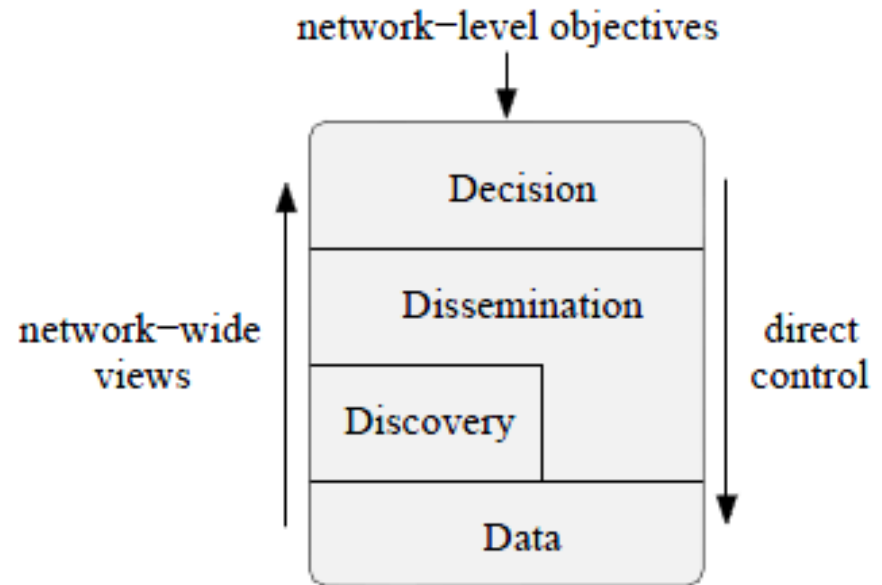 network−level objectives
Decision
Dissemination
network−wide
views
direct
control
Discovery
Data